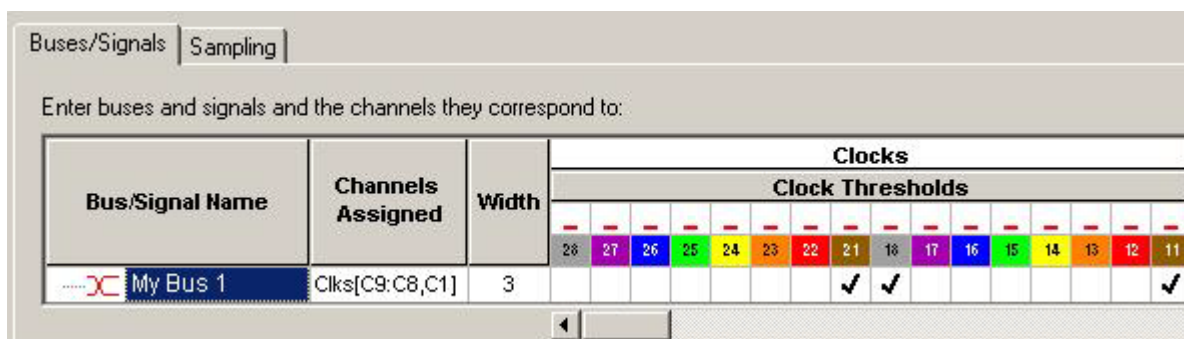 Buses/Signals Sampling
Enter buses and signals and the channels they correspond to:
Bus/Signal Name Channels Assigned Width Clocks
Clock Thresholds
28 27 26 25 24 23 22 21 18 17 16 15 14 13 12 11
My Bus 1 Clks[C9:C8,C1] 3